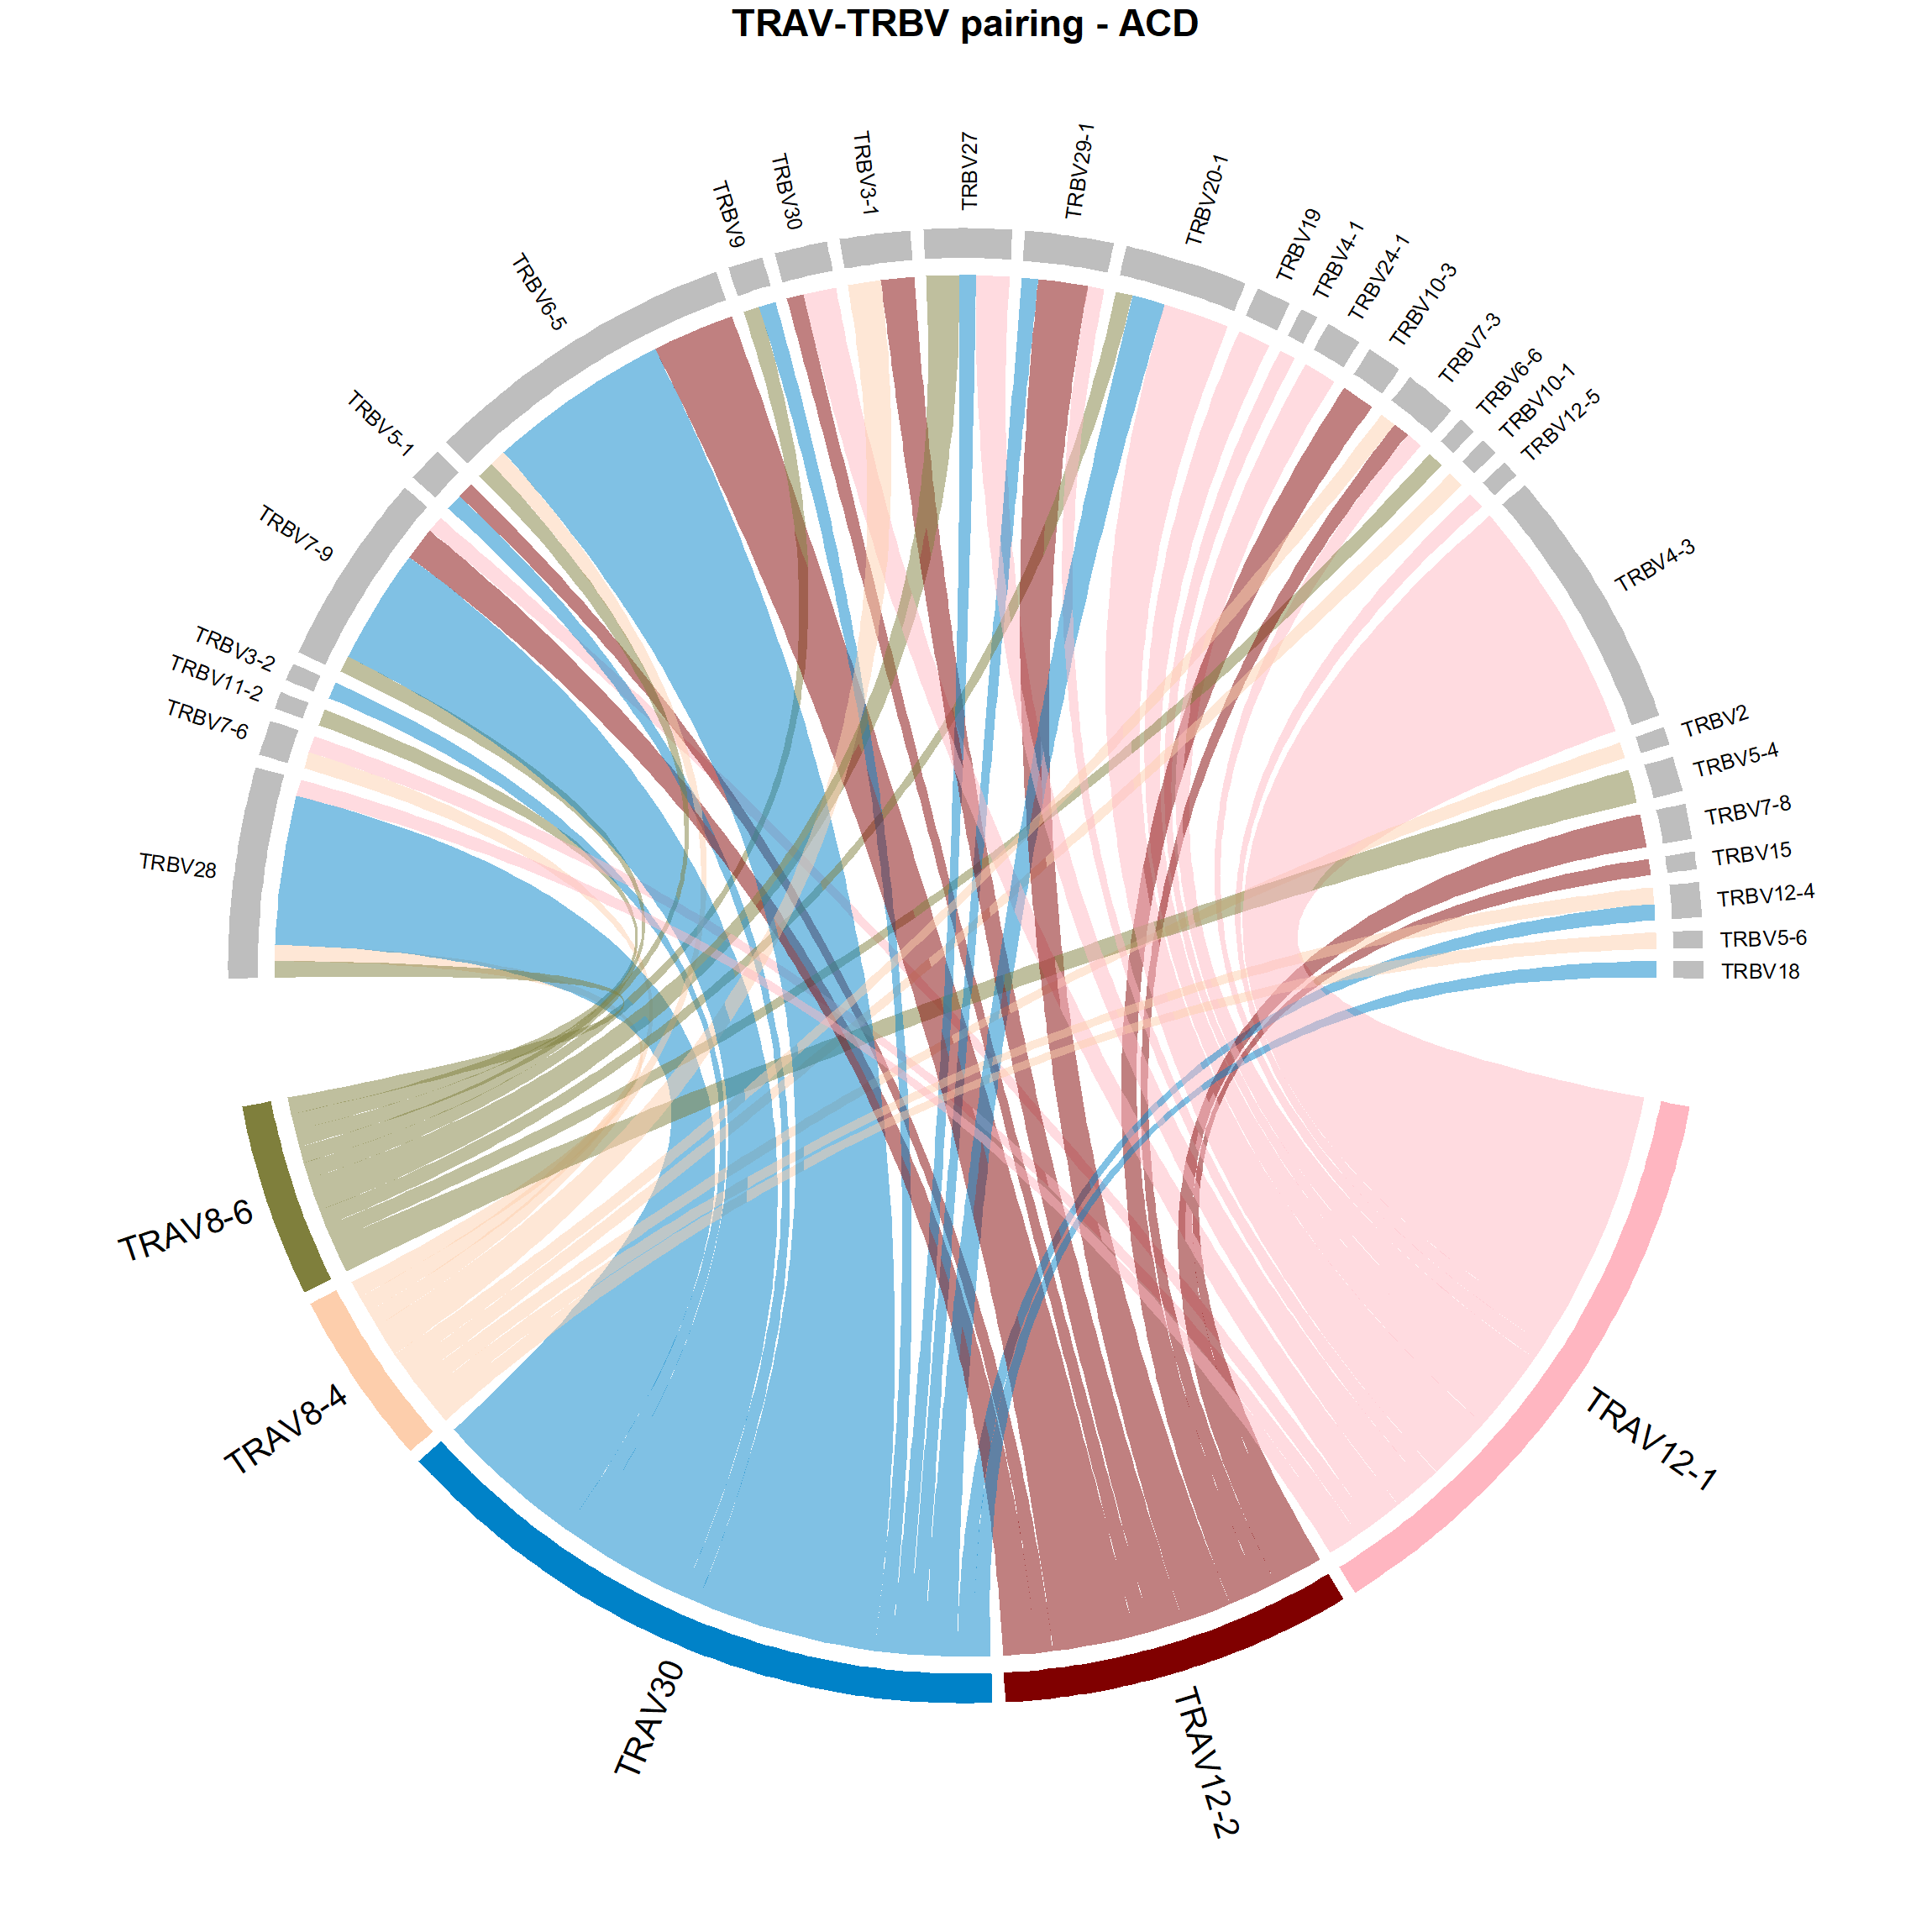 TRAV-TRBV pairing - ACD
TRBV28
TRBV7-6
TRBV11-2
TRBV3-2
TRBV7-9
TRBV5-1
TRBV6-5
TRBV9
TRBV30
TRBV3-1
TRBV27
TRBV29-1
TRBV20-1
TRBV19
TRBV4-1
TRBV24-1
TRBV10-3
TRBV7-3
TRBV6-6
TRBV10-1
TRBV12-5
TRBV4-3
TRBV2
TRBV5-4
TRBV7-8
TRBV15
TRBV12-4
TRBV5-6
TRBV18
TRAV12-1
TRAV12-2
TRAV30
TRAV8-4
TRAV8-6